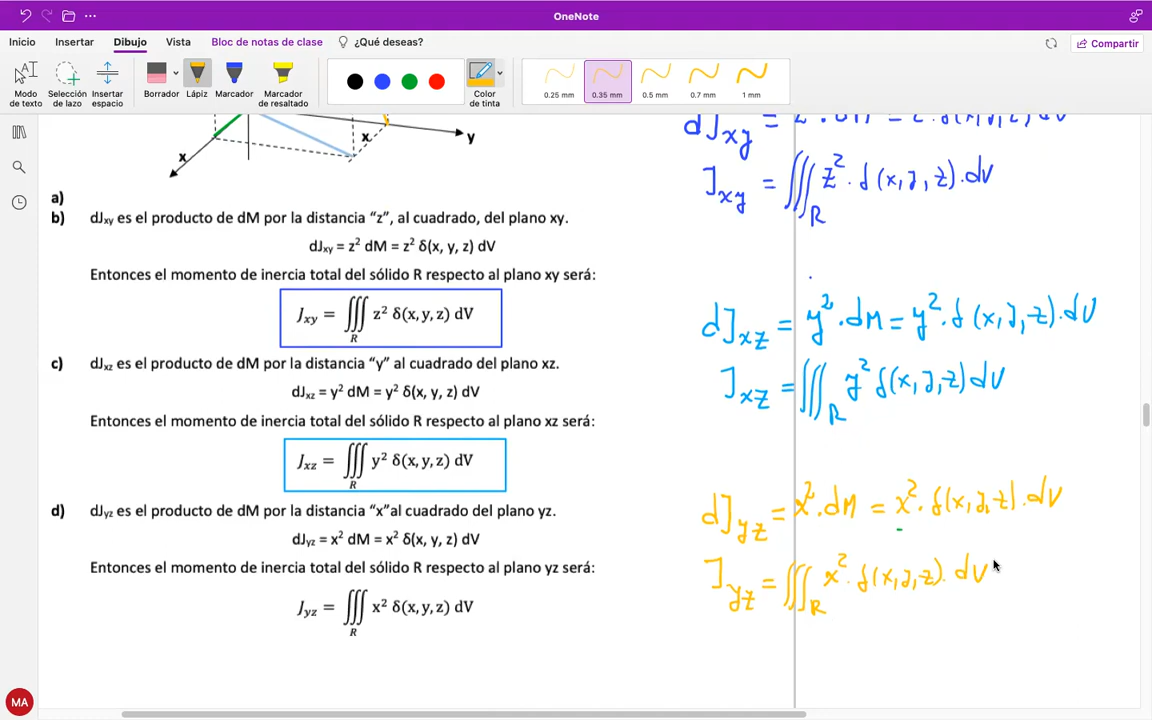 OneNote
Inicio Insertar Dibujo Vista Bloc de notas de clase ¿Qué deseas? Compartir
Modo de texto Selección de lazo Insertar espacio Borrador Lápiz Marcador Marcador de resaltado Color de tinta 0.25 mm 0.35 mm 0.5 mm 0.7 mm 1 mm
x y
x
dJxy = z² . dM = z² . δ(x,y,z) dV
Jxy = ∭R z² . δ(x,y,z) . dV
a)
b) dJxy es el producto de dM por la distancia “z”, al cuadrado, del plano xy.
dJxy = z² dM = z² δ(x, y, z) dV
Entonces el momento de inercia total del sólido R respecto al plano xy será:
Jxy = ∭R z² δ(x, y, z) dV
dJxz = y² . dM = y² . δ(x,y,z) . dV
c) dJxz es el producto de dM por la distancia “y” al cuadrado del plano xz.
dJxz = y² dM = y² δ(x, y, z) dV
Jxz = ∭R y² δ(x,y,z) dV
Entonces el momento de inercia total del sólido R respecto al plano xz será:
Jxz = ∭R y² δ(x, y, z) dV
d) dJyz es el producto de dM por la distancia “x”al cuadrado del plano yz.
dJyz = x² . dM = x² . δ(x,y,z) . dV
dJyz = x² dM = x² δ(x, y, z) dV
Entonces el momento de inercia total del sólido R respecto al plano yz será:
Jyz = ∭R x² . δ(x,y,z) . dV
Jyz = ∭R x² δ(x, y, z) dV
MA